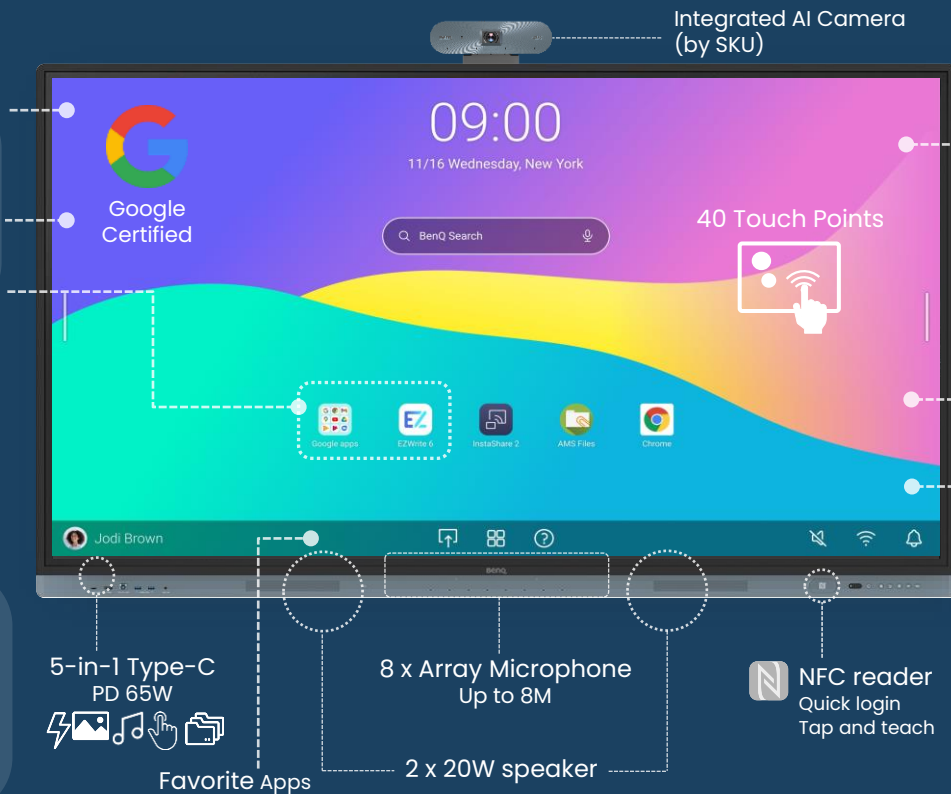 Integrated AI Camera
(by SKU)
09:00
11/16 Wednesday, New York
Google
Certified
BenQ Search
40 Touch Points
Google apps
EZ
EZWrite 6
InstaShare 2
AMS Files
Chrome
Jodi Brown
BenQ
5-in-1 Type-C
PD 65W
8 x Array Microphone
Up to 8M
NFC reader
Quick login
Tap and teach
2 x 20W speaker
Favorite Apps